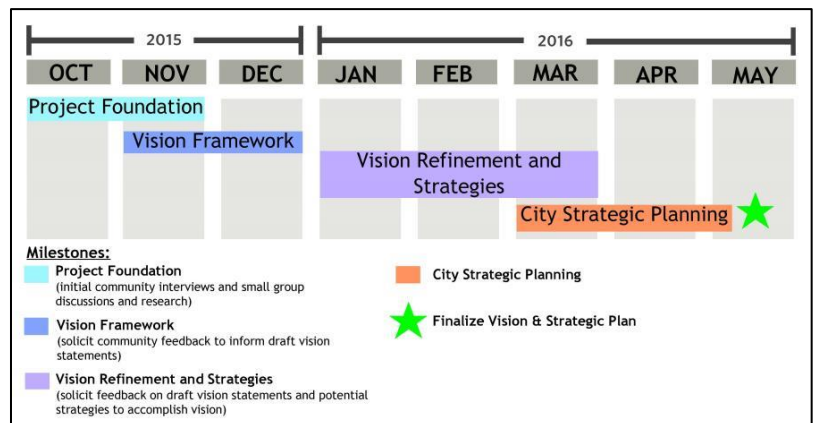 2015
2016
OCT
NOV
DEC
JAN
FEB
MAR
APR
MAY
Project Foundation
Vision Framework
Vision Refinement and
Strategies
City Strategic Planning
Milestones:
Project Foundation
(initial community interviews and small group
discussions and research)
Vision Framework
(solicit community feedback to inform draft vision
statements)
Vision Refinement and Strategies
(solicit feedback on draft vision statements and potential
strategies to accomplish vision)
City Strategic Planning
Finalize Vision & Strategic Plan